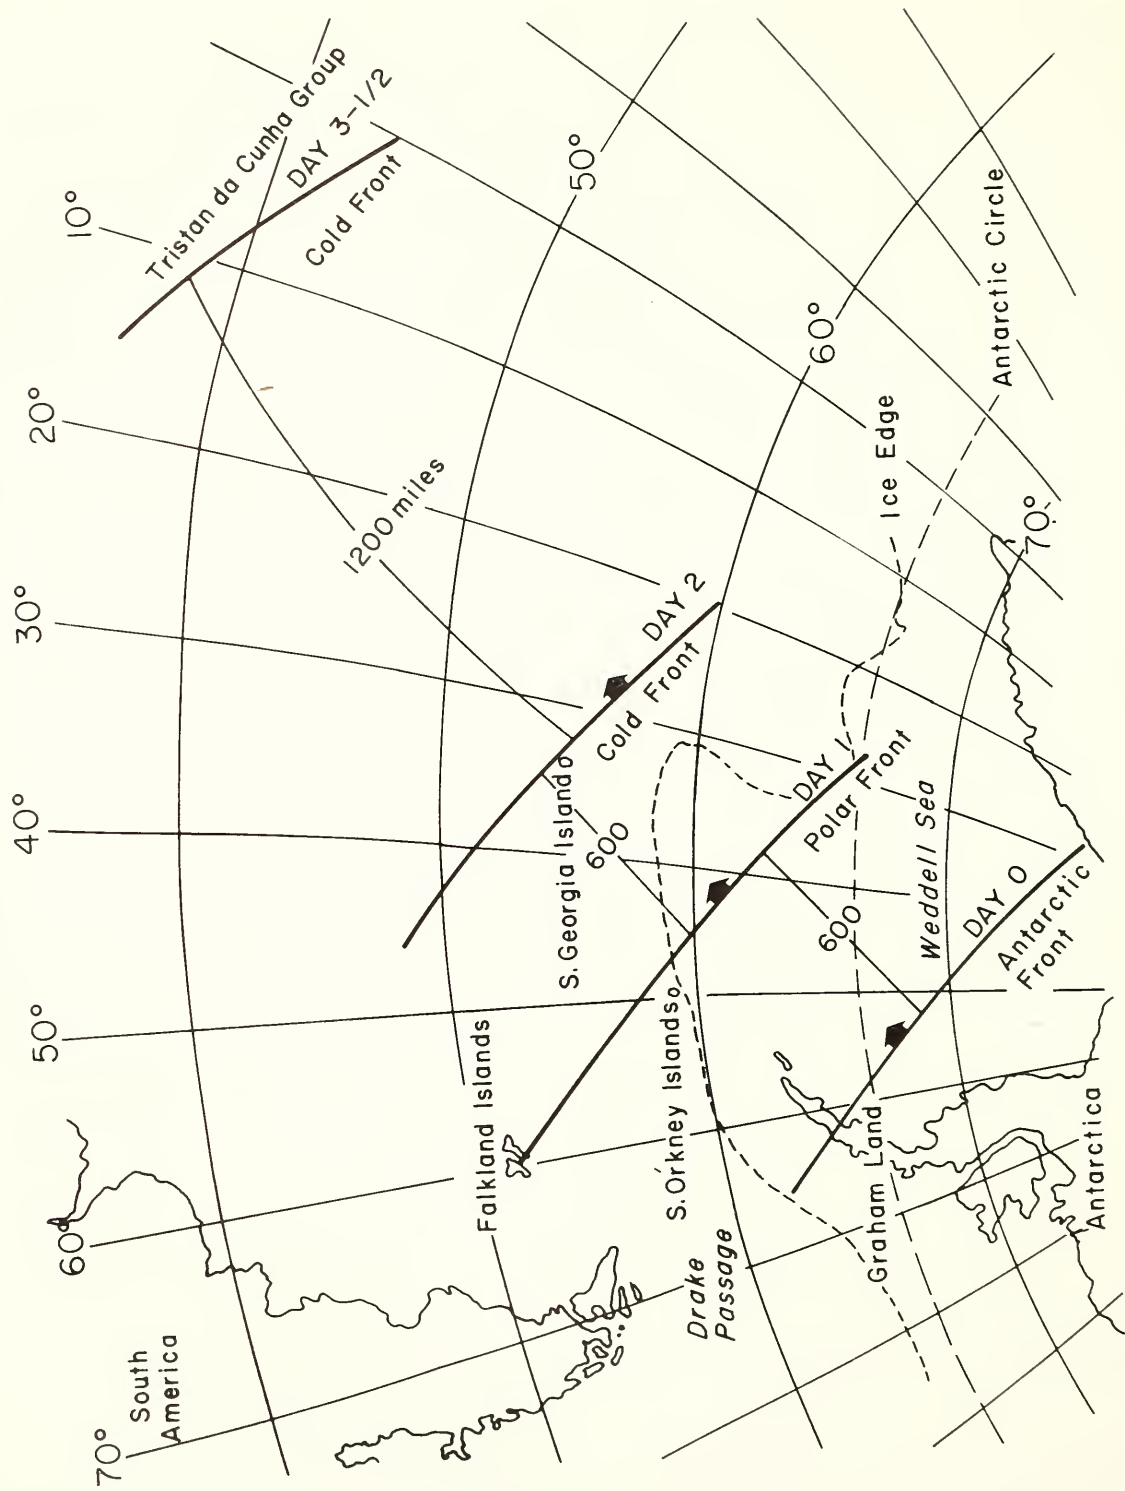 10°
20°
30°
40°
50°
60°
70°
Tristan da Cunha Group
DAY 3-1/2
Cold Front
50°
60°
Antarctic Circle
Ice Edge
70°
1200 miles
DAY 2
Cold Front
S. Georgia Island
600
DAY 1
Polar Front
Weddell Sea
600
DAY 0
Antarctic
Front
Falkland Islands
S. Orkney Islands
Drake
Passage
Graham Land
Antarctica
South
America